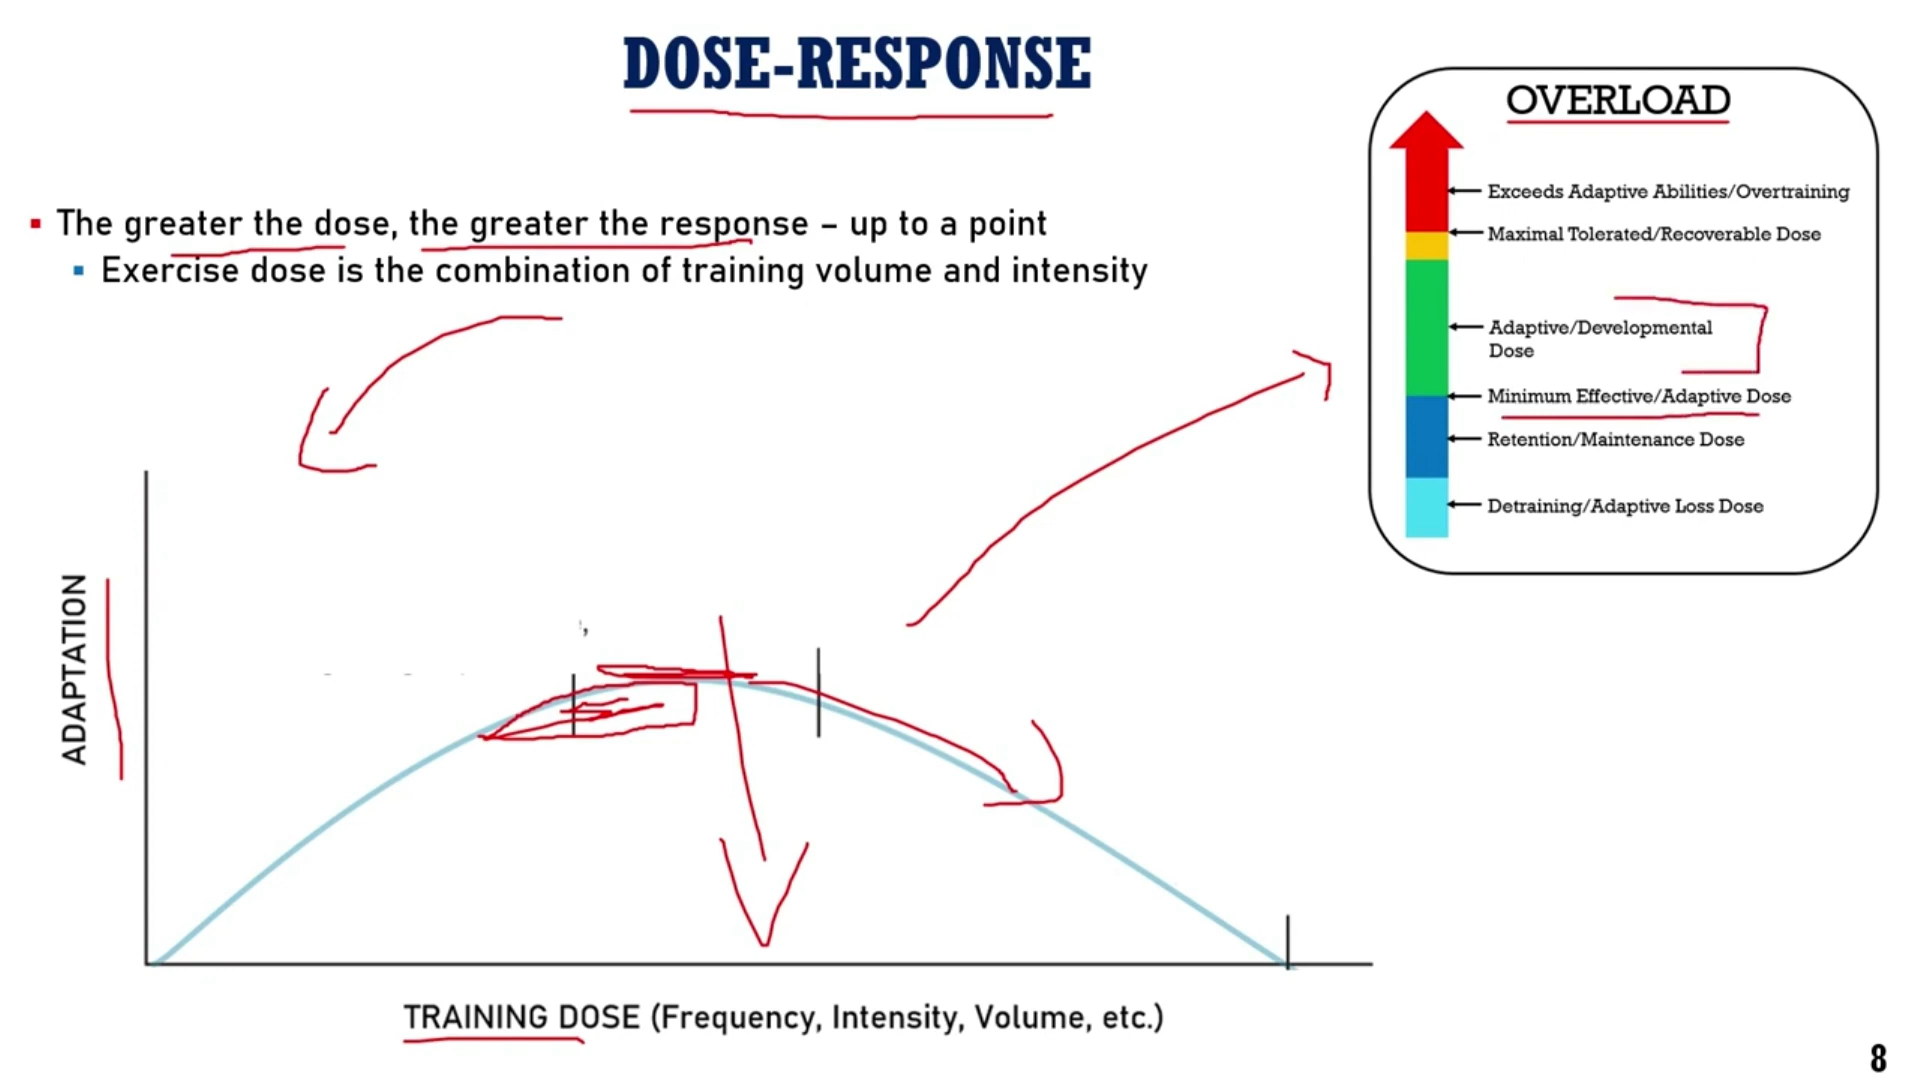 DOSE-RESPONSE
▪ The greater the dose, the greater the response – up to a point
▪ Exercise dose is the combination of training volume and intensity
OVERLOAD
Exceeds Adaptive Abilities/Overtraining
Maximal Tolerated/Recoverable Dose
Adaptive/Developmental
Dose
Minimum Effective/Adaptive Dose
Retention/Maintenance Dose
Detraining/Adaptive Loss Dose
ADAPTATION
TRAINING DOSE (Frequency, Intensity, Volume, etc.)
8